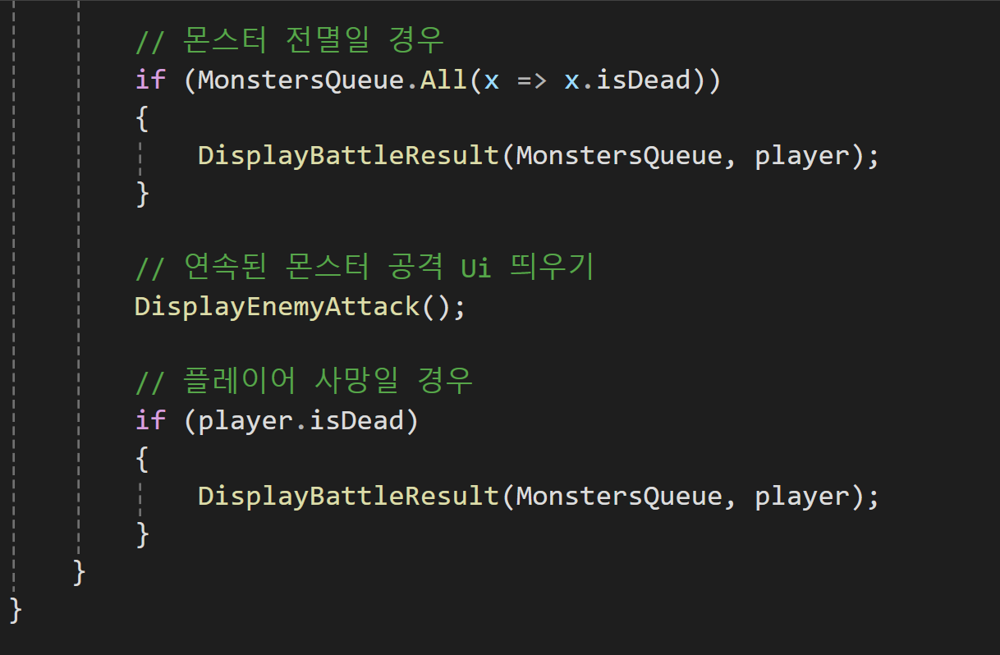 // 몬스터 전멸일 경우
if (MonstersQueue.All(x => x.isDead))
{
DisplayBattleResult(MonstersQueue, player);
}
// 연속된 몬스터 공격 Ui 띄우기
DisplayEnemyAttack();
// 플레이어 사망일 경우
if (player.isDead)
{
DisplayBattleResult(MonstersQueue, player);
}
}
}